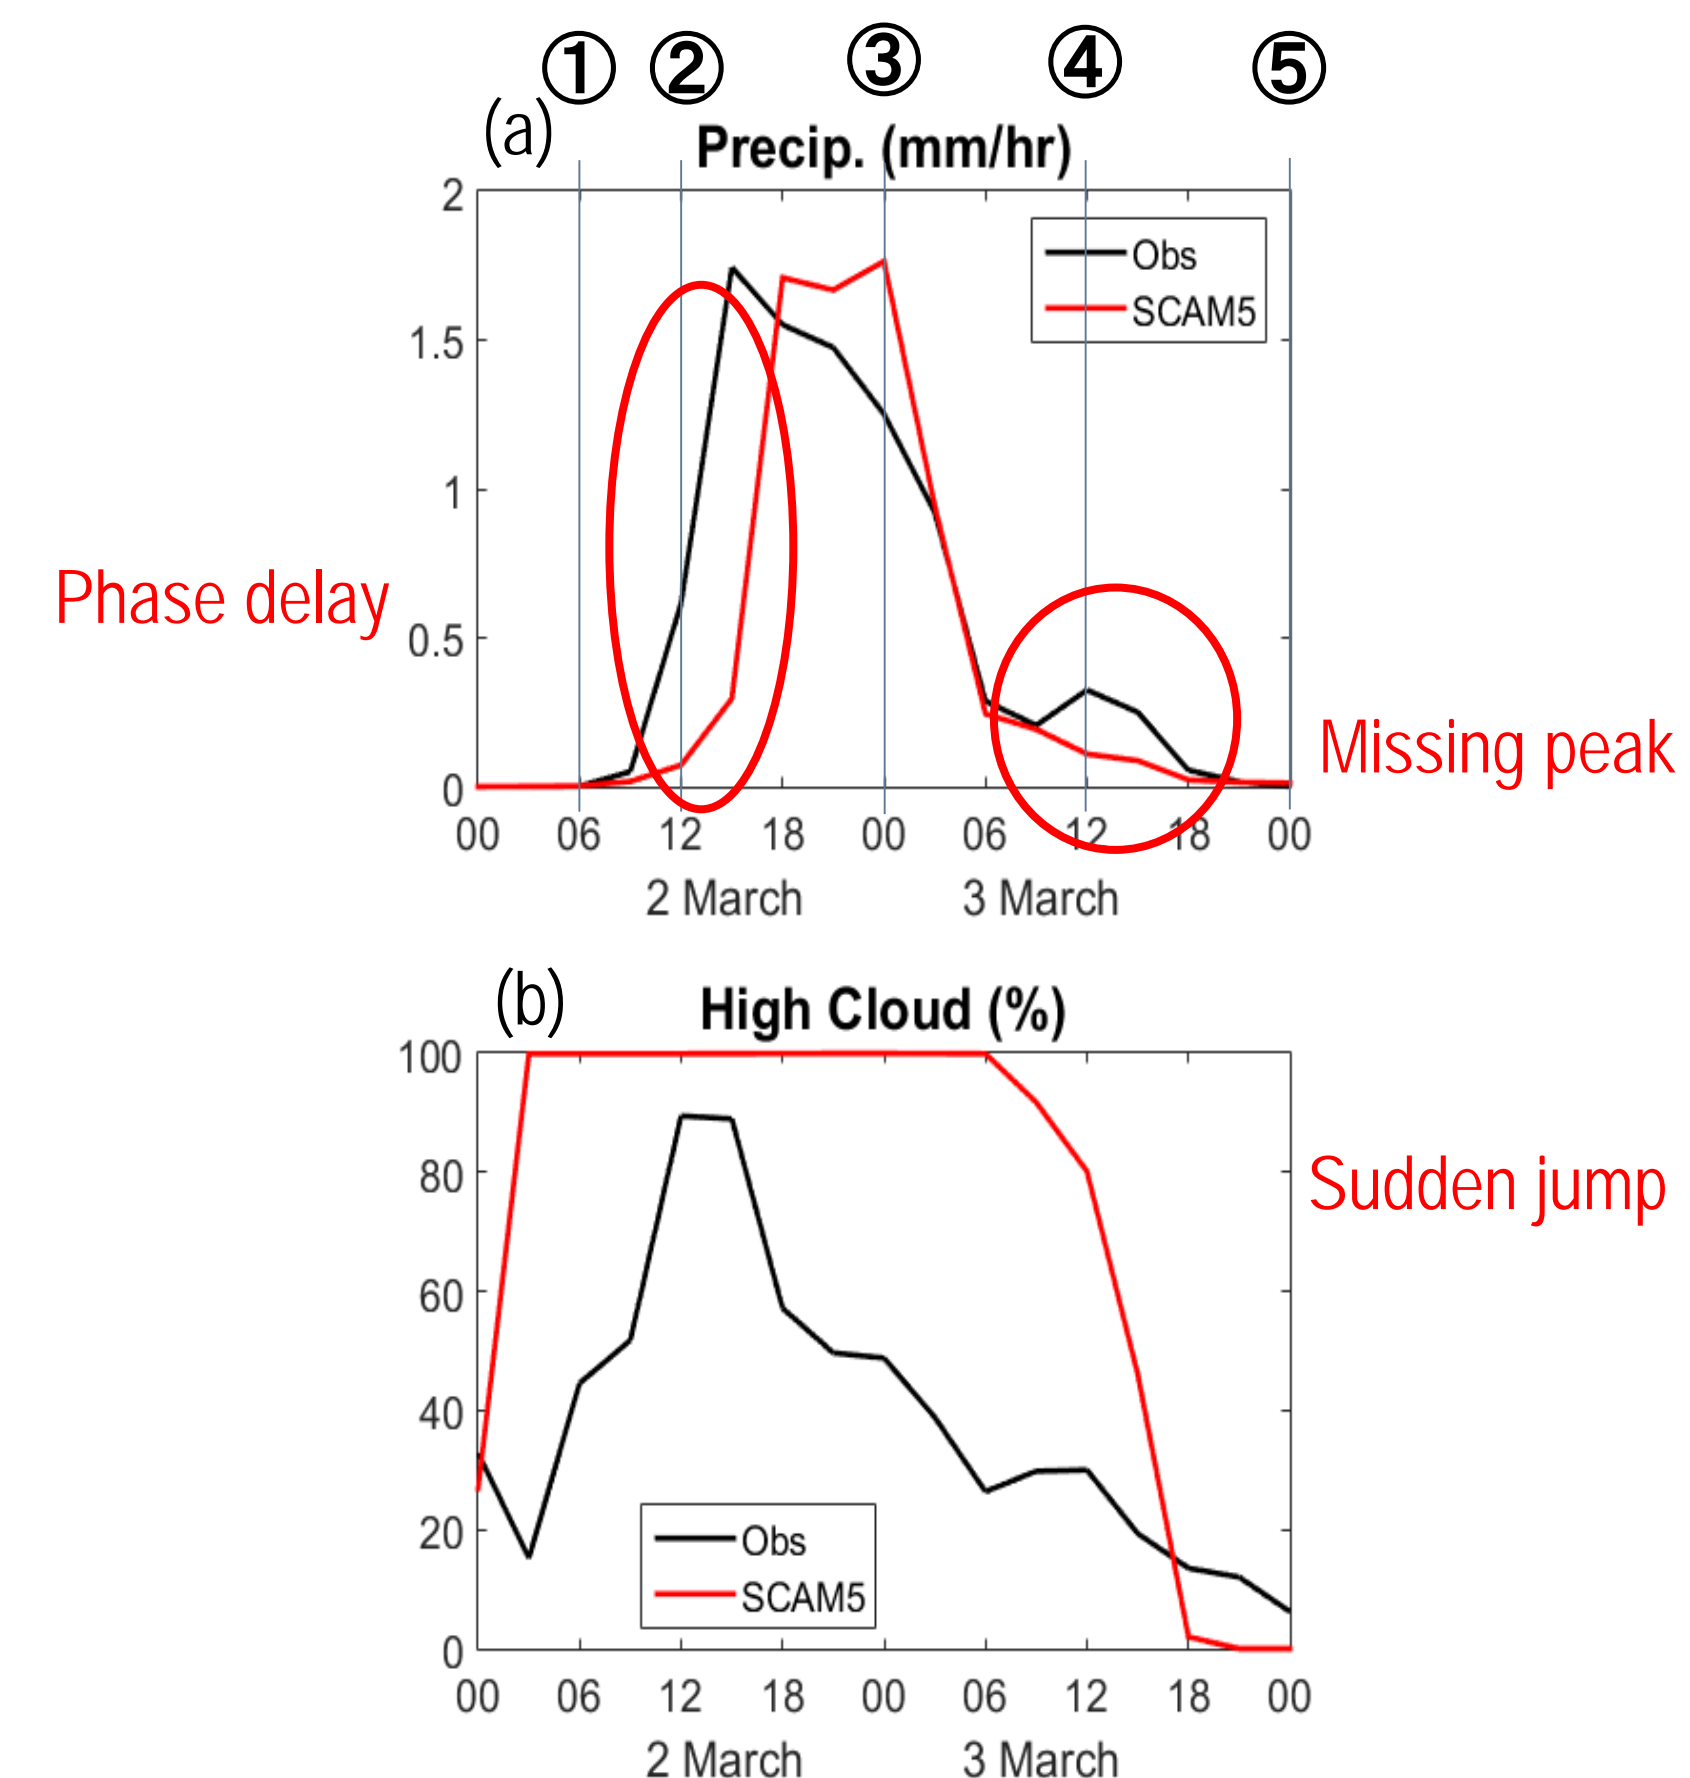 ① ② ③ ④ ⑤
(a)
Precip. (mm/hr)
2
1.5
1
0.5
0
Obs
SCAM5
Phase delay
Missing peak
00 06 12 18 00 06 12 18 00
2 March 3 March
(b)
High Cloud (%)
100
80
60
40
20
0
Sudden jump
Obs
SCAM5
00 06 12 18 00 06 12 18 00
2 March 3 March